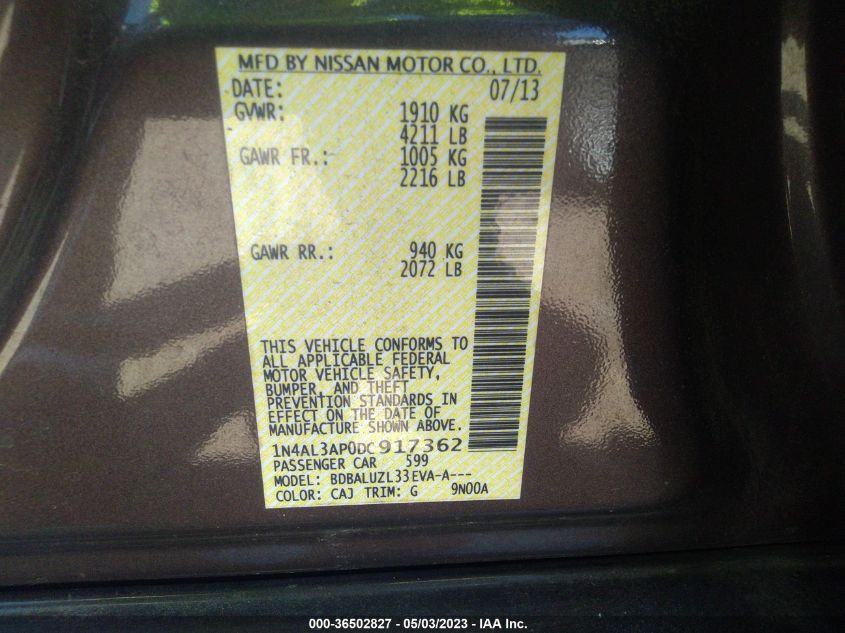 MFD BY NISSAN MOTOR CO., LTD.
DATE: 07/13
GVWR: 1910 KG
4211 LB
GAWR FR.: 1005 KG
2216 LB
GAWR RR.: 940 KG
2072 LB
THIS VEHICLE CONFORMS TO
ALL APPLICABLE FEDERAL
MOTOR VEHICLE SAFETY,
BUMPER, AND THEFT
PREVENTION STANDARDS IN
EFFECT ON THE DATE OF
MANUFACTURE SHOWN ABOVE.
1N4AL3AP0DC917362
PASSENGER CAR 599
MODEL: BDBALUZL33EVA-A---
COLOR: CAJ TRIM: G 9N00A
000-36502827 - 05/03/2023 - IAA Inc.